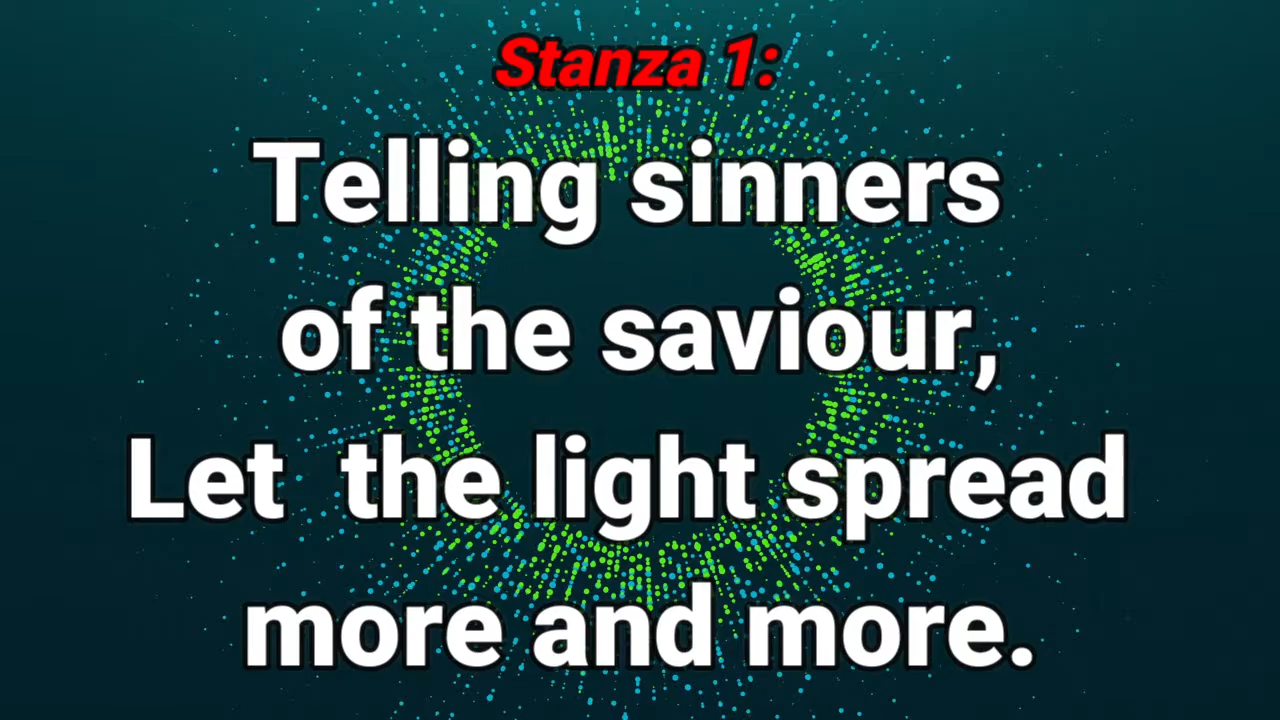 Stanza 1:
Telling sinners
of the saviour,
Let  the light spread
more and more.